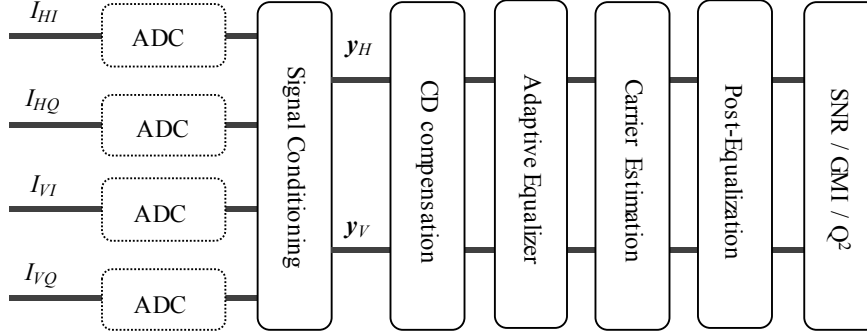 I_HI
ADC
I_HQ
ADC
I_VI
ADC
I_VQ
ADC
Signal Conditioning
y_H
y_V
CD compensation
Adaptive Equalizer
Carrier Estimation
Post-Equalization
SNR / GMI / Q²